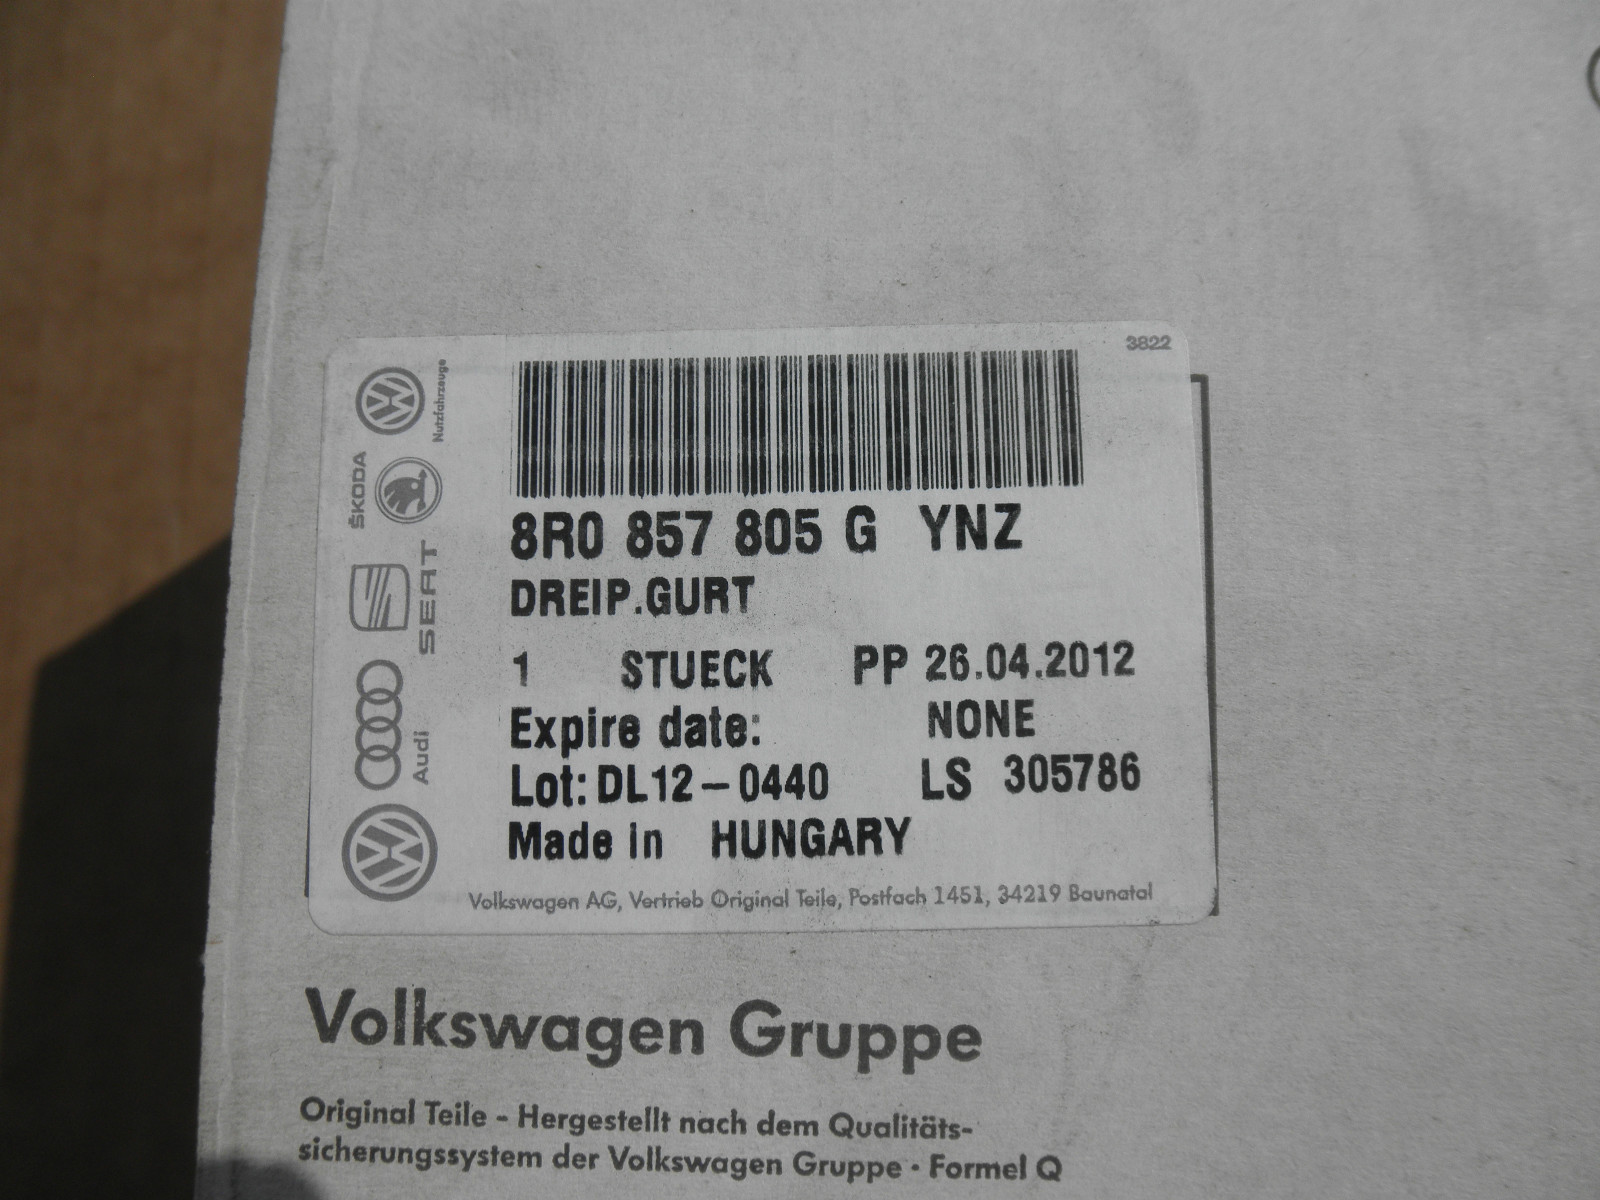 3822
Nutzfahrzeuge
ŠKODA
SEAT
Audi
8R0 857 805 G YNZ
DREIP.GURT
1 STUECK PP 26.04.2012
Expire date: NONE
Lot: DL12-0440 LS 305786
Made in HUNGARY
Volkswagen AG, Vertrieb Original Teile, Postfach 1451, 34219 Baunatal
Volkswagen Gruppe
Original Teile - Hergestellt nach dem Qualitäts-
sicherungssystem der Volkswagen Gruppe · Formel Q